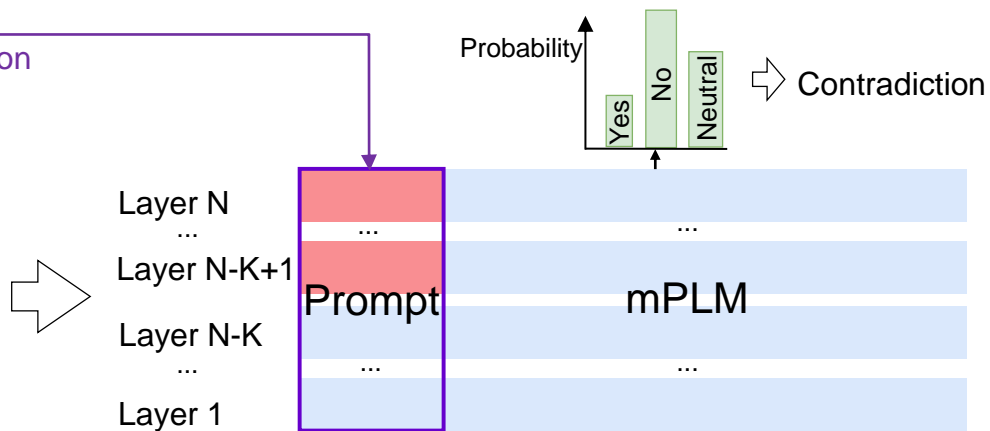 on
Probability
Yes
No
Neutral
Contradiction
Layer N
...
...
...
Layer N-K+1
Prompt
mPLM
Layer N-K
...
...
...
Layer 1